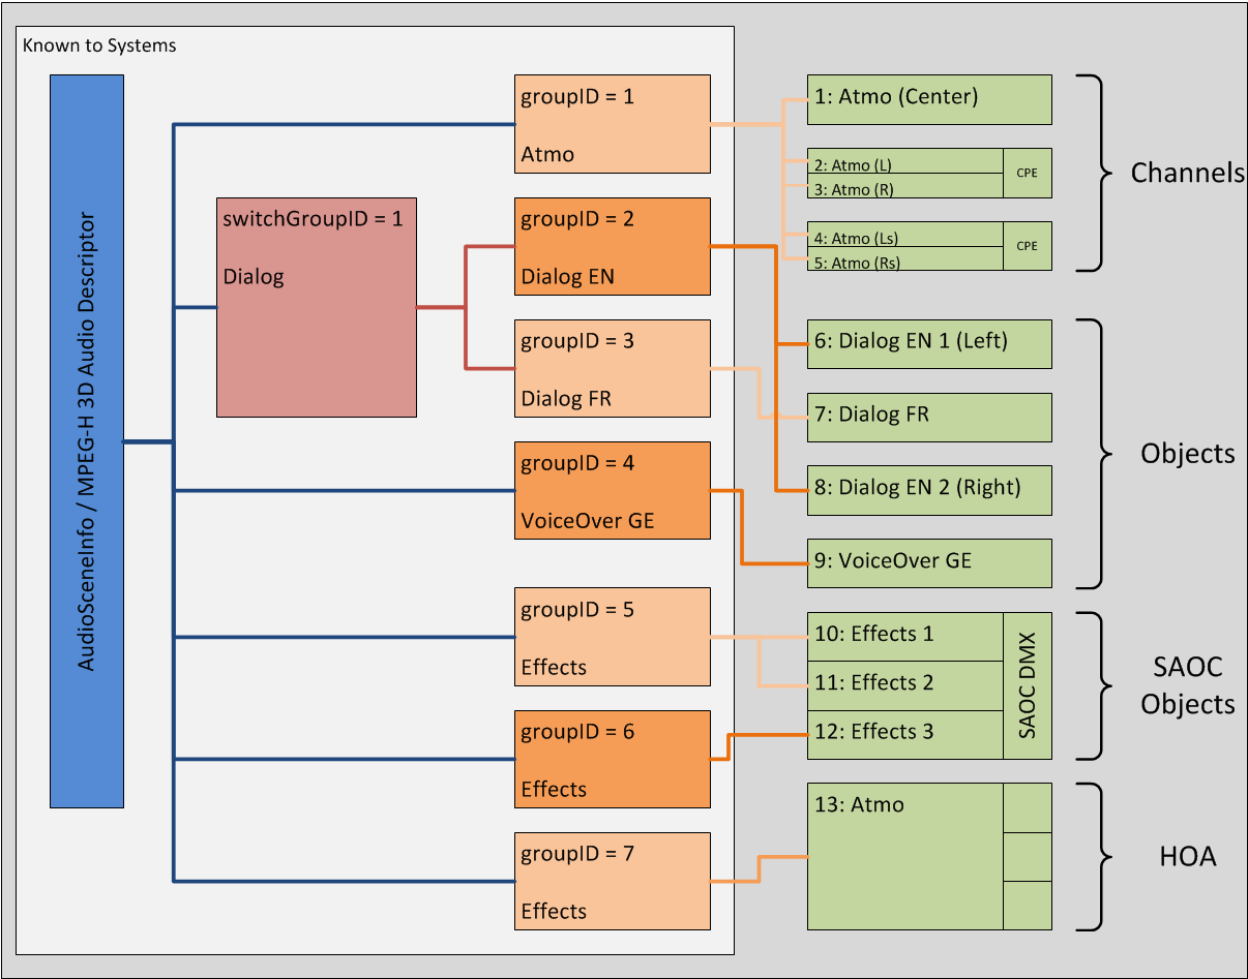 Known to Systems
AudioSceneInfo / MPEG-H 3D Audio Descriptor
switchGroupID = 1
Dialog
groupID = 1
Atmo
groupID = 2
Dialog EN
groupID = 3
Dialog FR
groupID = 4
VoiceOver GE
groupID = 5
Effects
groupID = 6
Effects
groupID = 7
Effects
1: Atmo (Center)
2: Atmo (L)
3: Atmo (R)
CPE
4: Atmo (Ls)
5: Atmo (Rs)
CPE
Channels
6: Dialog EN 1 (Left)
7: Dialog FR
8: Dialog EN 2 (Right)
9: VoiceOver GE
Objects
10: Effects 1
11: Effects 2
12: Effects 3
SAOC DMX
SAOC
Objects
13: Atmo
HOA